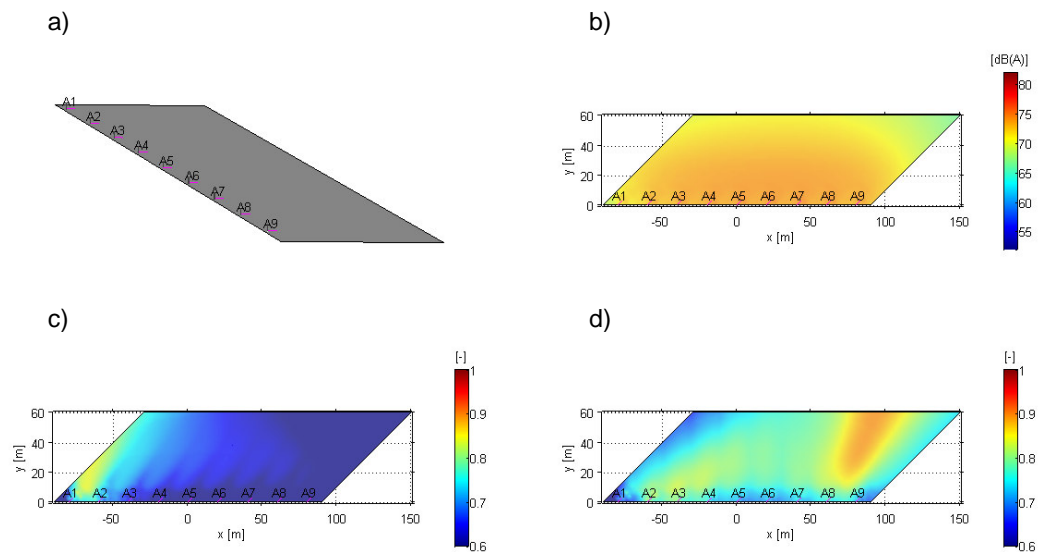 a)
b)
A1
A2
A3
A4
A5
A6
A7
A8
A9
[dB(A)]
80
75
70
65
60
55
60
40
20
0
y [m]
A1 A2 A3 A4 A5 A6 A7 A8 A9
-50 0 50 100 150
x [m]
c)
d)
[-]
1
0.9
0.8
0.7
0.6
60
40
20
0
y [m]
A1 A2 A3 A4 A5 A6 A7 A8 A9
-50 0 50 100 150
x [m]
[-]
1
0.9
0.8
0.7
0.6
60
40
20
0
y [m]
A1 A2 A3 A4 A5 A6 A7 A8 A9
-50 0 50 100 150
x [m]